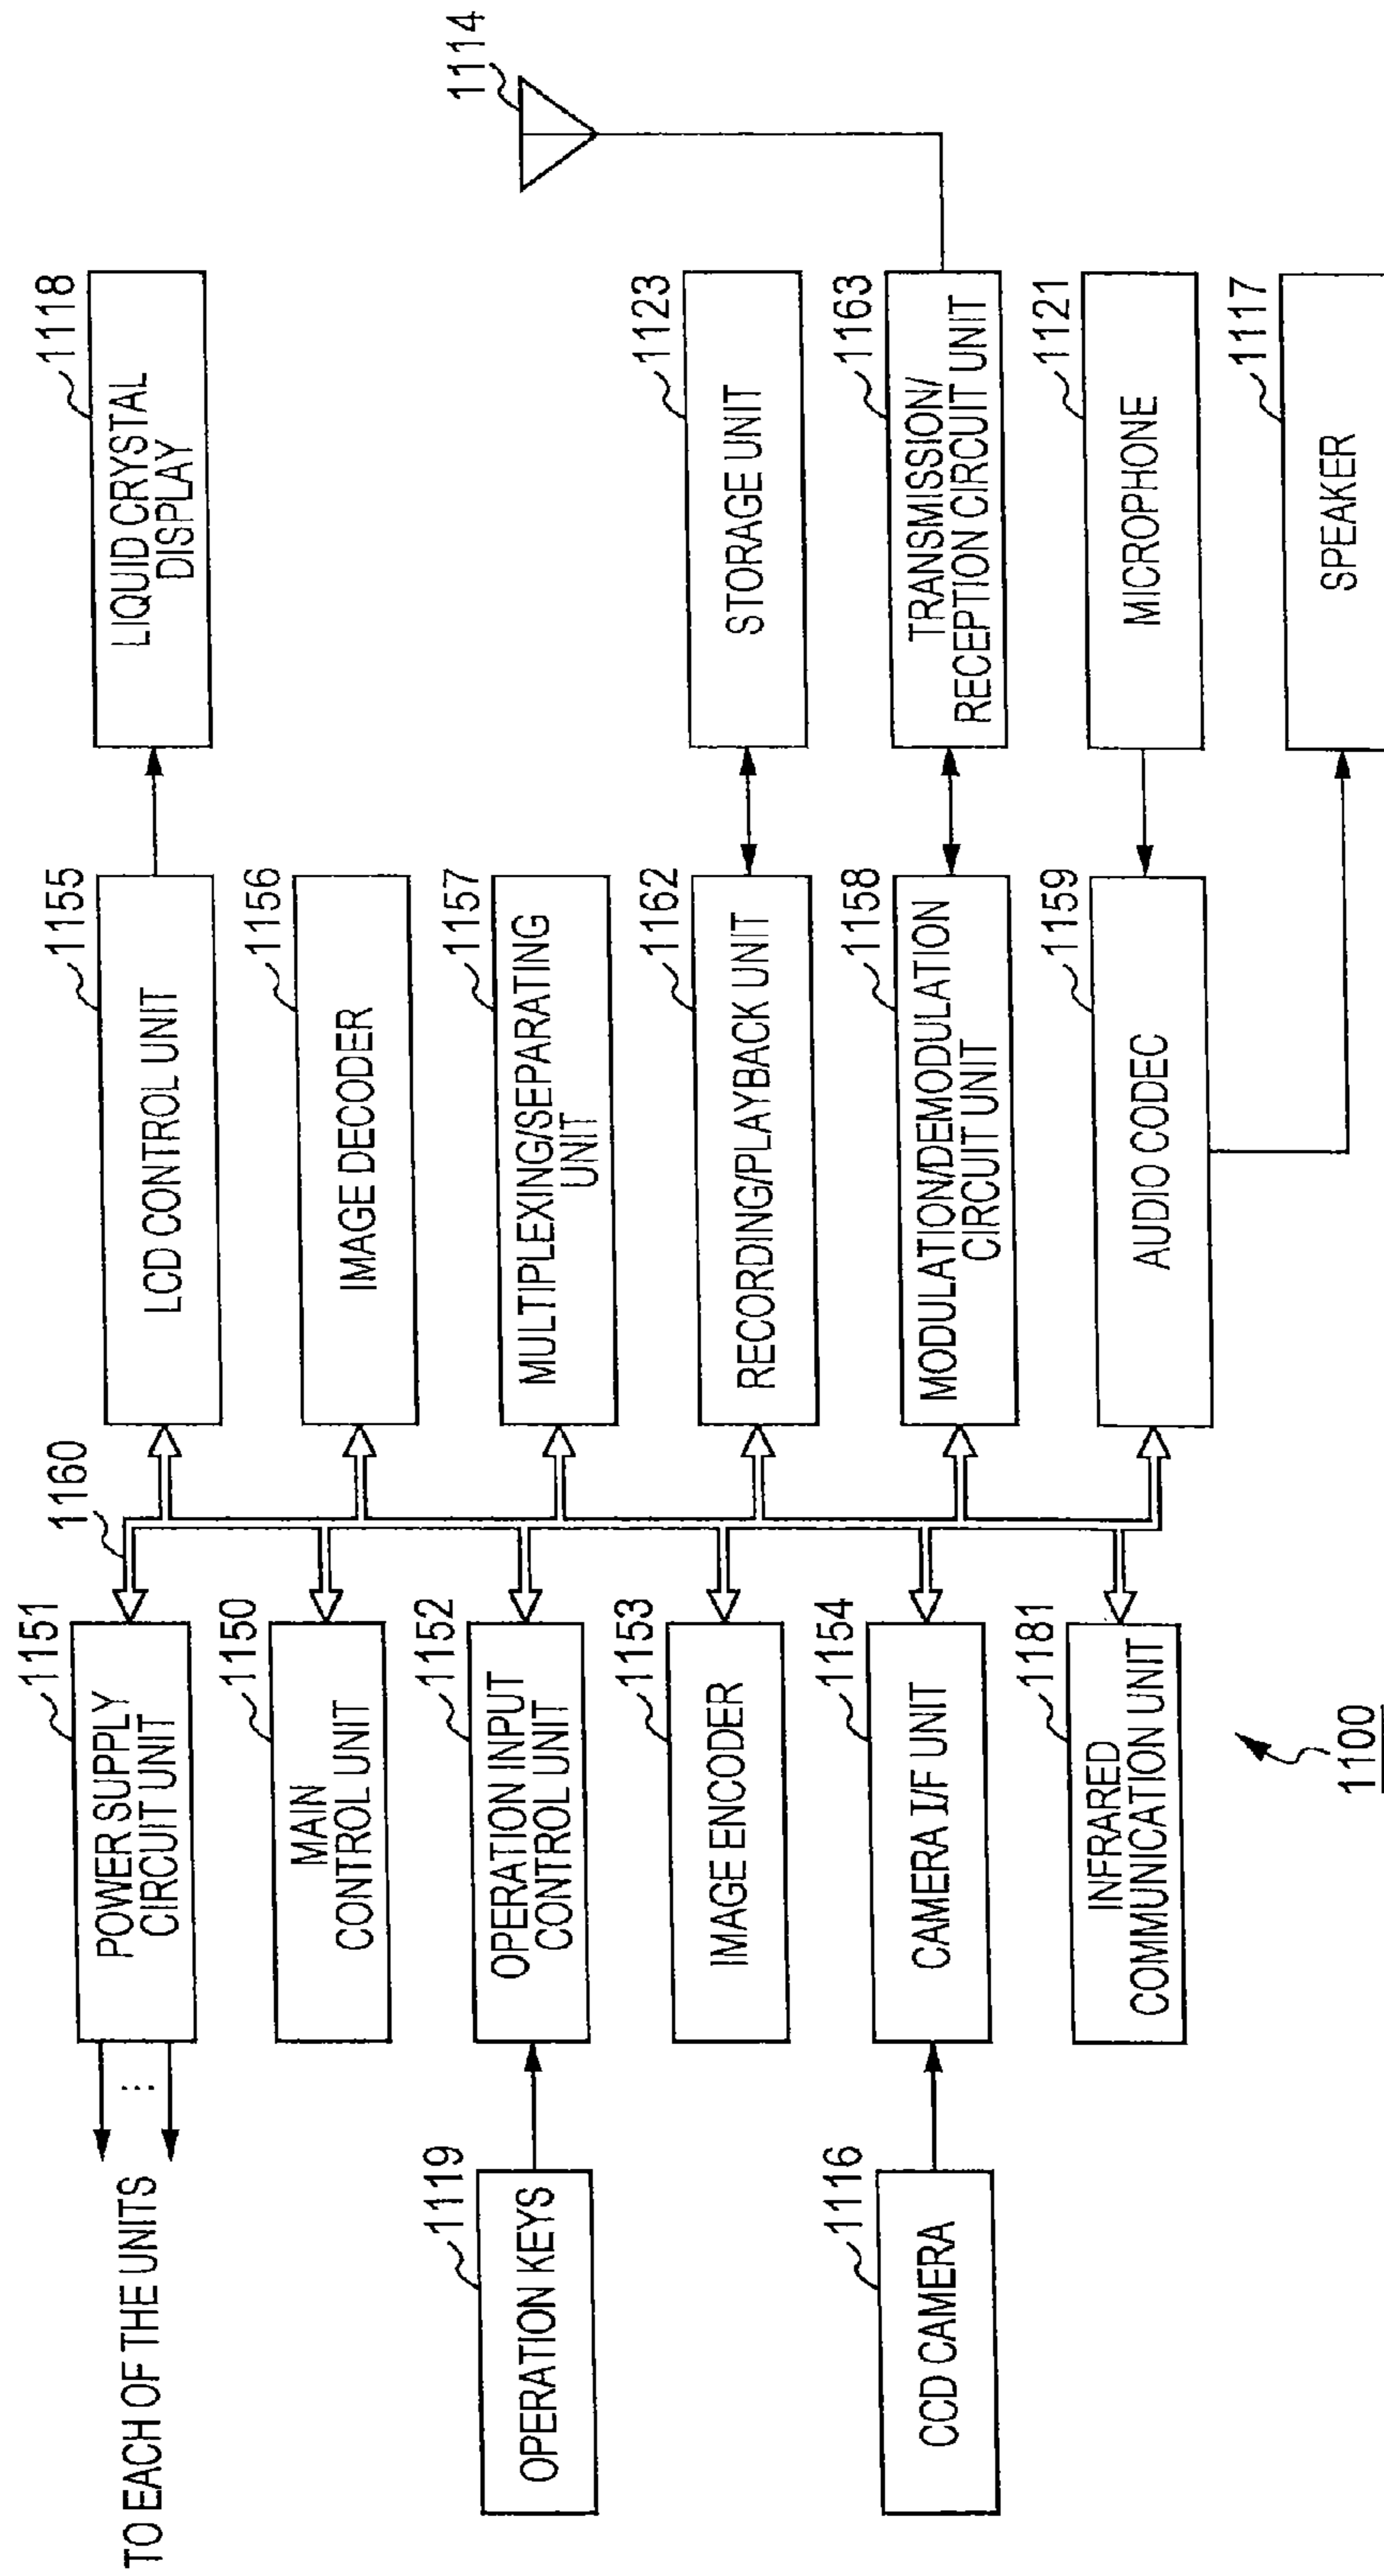 1151
POWER SUPPLY
CIRCUIT UNIT
TO EACH OF THE UNITS
...
1160
1155
LCD CONTROL UNIT
1118
LIQUID CRYSTAL
DISPLAY
1150
MAIN
CONTROL UNIT
1156
IMAGE DECODER
1119
OPERATION KEYS
1152
OPERATION INPUT
CONTROL UNIT
1157
MULTIPLEXING/SEPARATING
UNIT
1114
1153
IMAGE ENCODER
1162
RECORDING/PLAYBACK UNIT
1123
STORAGE UNIT
1116
CCD CAMERA
1154
CAMERA I/F UNIT
1158
MODULATION/DEMODULATION
CIRCUIT UNIT
1163
TRANSMISSION/
RECEPTION CIRCUIT UNIT
1181
INFRARED
COMMUNICATION UNIT
1159
AUDIO CODEC
1121
MICROPHONE
1117
SPEAKER
1100